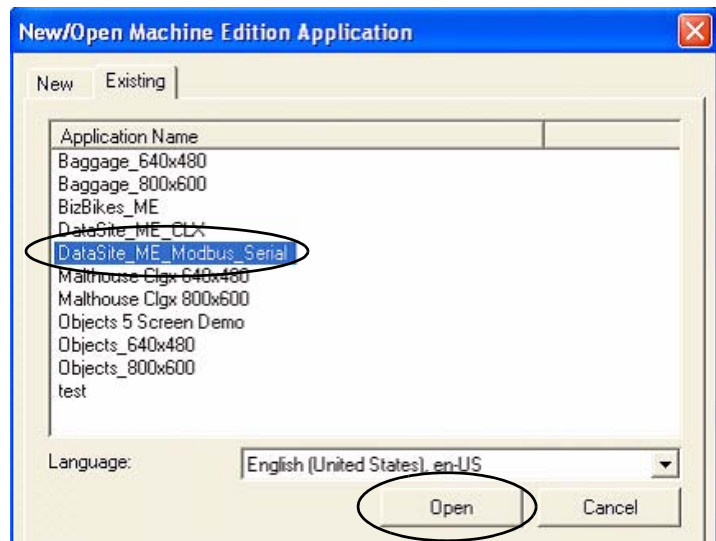 New/Open Machine Edition Application
New Existing
Application Name
Baggage_640x480
Baggage_800x600
BizBikes_ME
DataSite_ME_CLX
DataSite_ME_Modbus_Serial
Malthouse Clgx 640x480
Malthouse Clgx 800x600
Objects 5 Screen Demo
Objects_640x480
Objects_800x600
test
Language: English (United States), en-US
Open Cancel